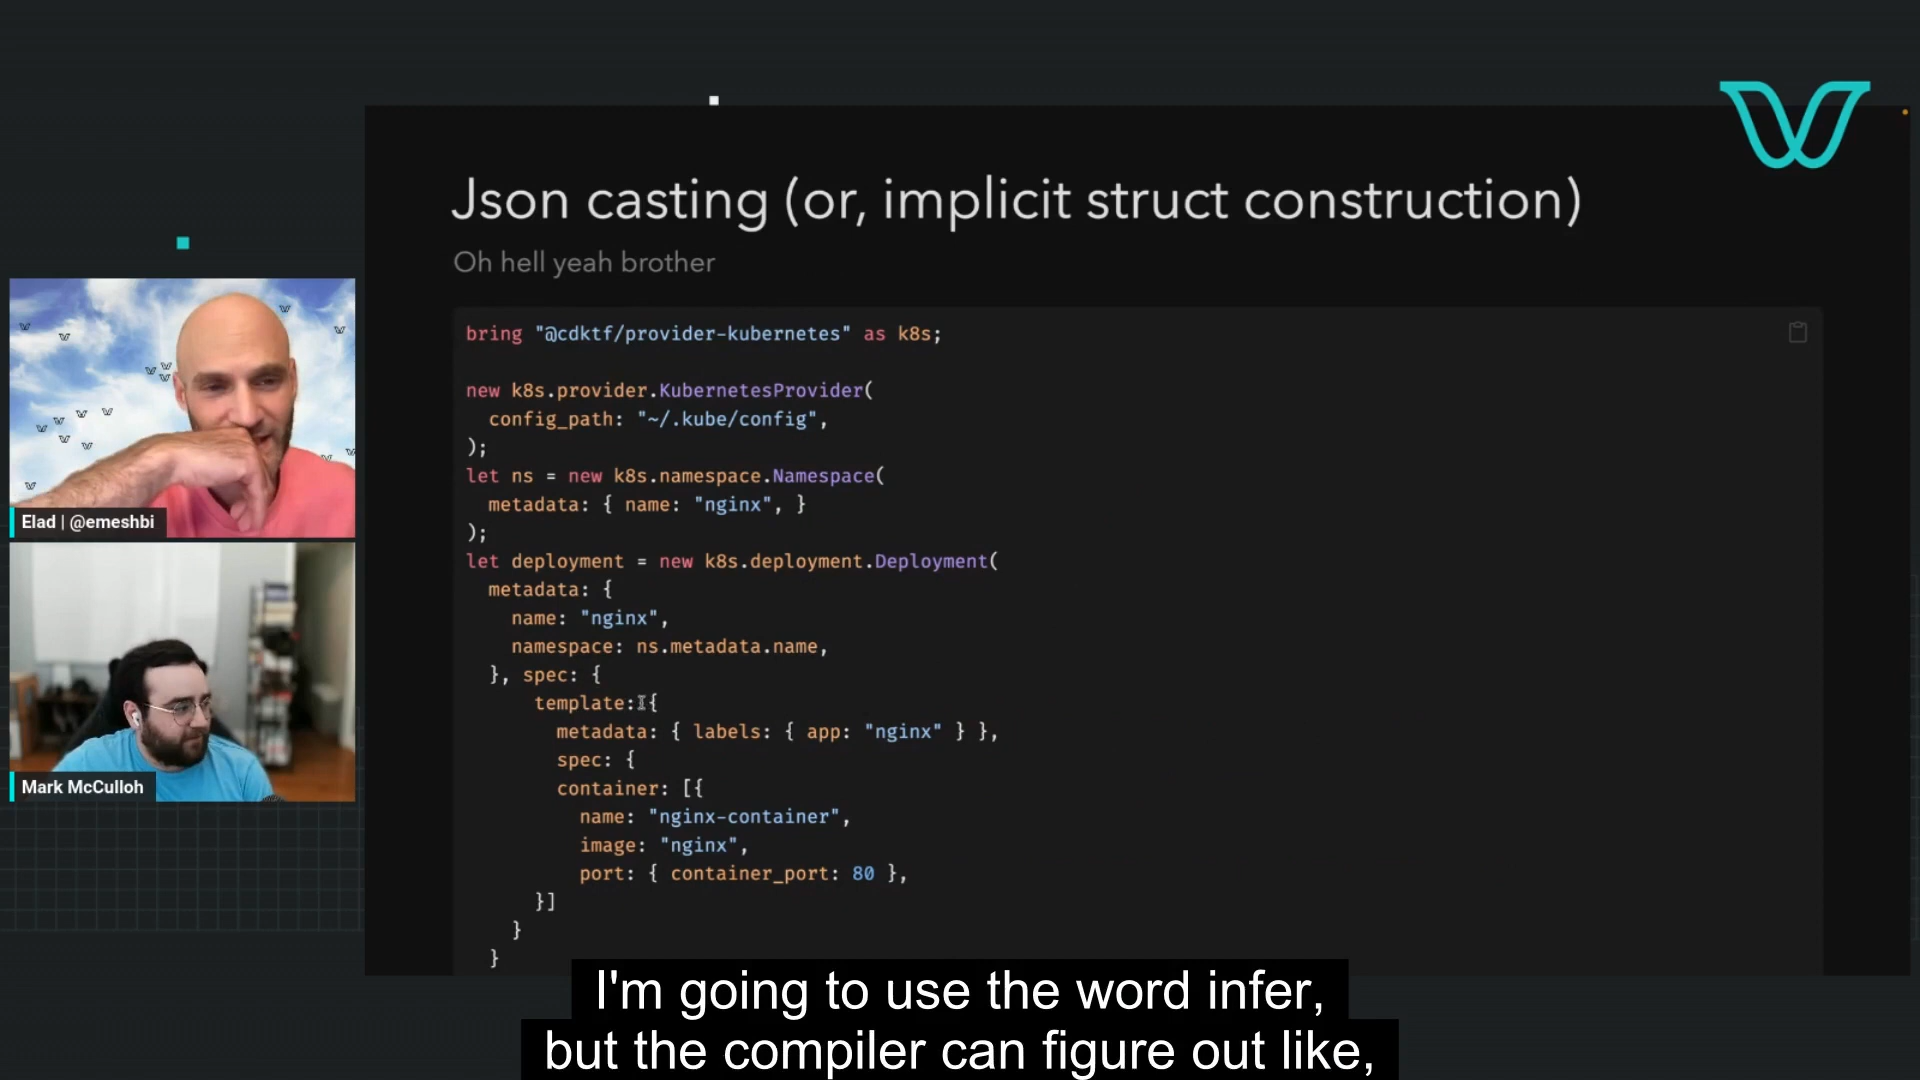 Json casting (or, implicit struct construction)
Oh hell yeah brother
bring "@cdktf/provider-kubernetes" as k8s;
new k8s.provider.KubernetesProvider(
config_path: "~/.kube/config",
);
let ns = new k8s.namespace.Namespace(
metadata: { name: "nginx", }
);
let deployment = new k8s.deployment.Deployment(
metadata: {
name: "nginx",
namespace: ns.metadata.name,
}, spec: {
template: {
metadata: { labels: { app: "nginx" } },
spec: {
container: [{
name: "nginx-container",
image: "nginx",
port: { container_port: 80 },
}]
}
}
Elad | @emeshbi
Mark McCulloh
I'm going to use the word infer,
but the compiler can figure out like,